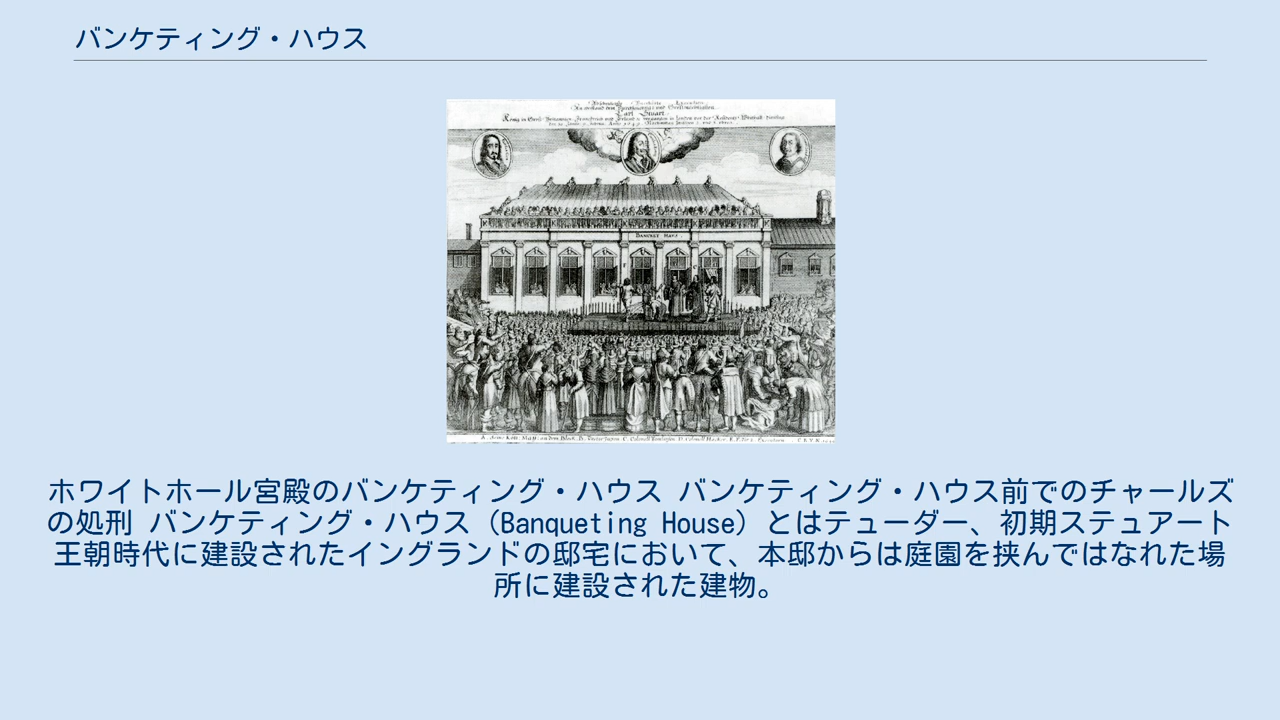 バンケティング・ハウス
Carl Stuart
BANQUET HAUS
ホワイトホール宮殿のバンケティング・ハウス バンケティング・ハウス前でのチャールズ
の処刑 バンケティング・ハウス（Banqueting House）とはテューダー、初期ステュアート
王朝時代に建設されたイングランドの邸宅において、本邸からは庭園を挟んではなれた場
所に建設された建物。